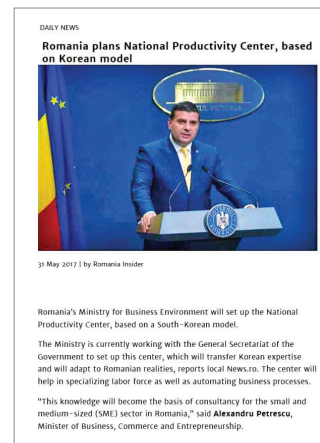 DAILY NEWS
Romania plans National Productivity Center, based
on Korean model
31 May 2017 | by Romania Insider
Romania's Ministry for Business Environment will set up the National
Productivity Center, based on a South-Korean model.
The Ministry is currently working with the General Secretariat of the
Government to set up this center, which will transfer Korean expertise
and will adapt to Romanian realities, reports local News.ro. The center will
help in specializing labor force as well as automating business processes.
"This knowledge will become the basis of consultancy for the small and
medium-sized (SME) sector in Romania," said Alexandru Petrescu,
Minister of Business, Commerce and Entrepreneurship.